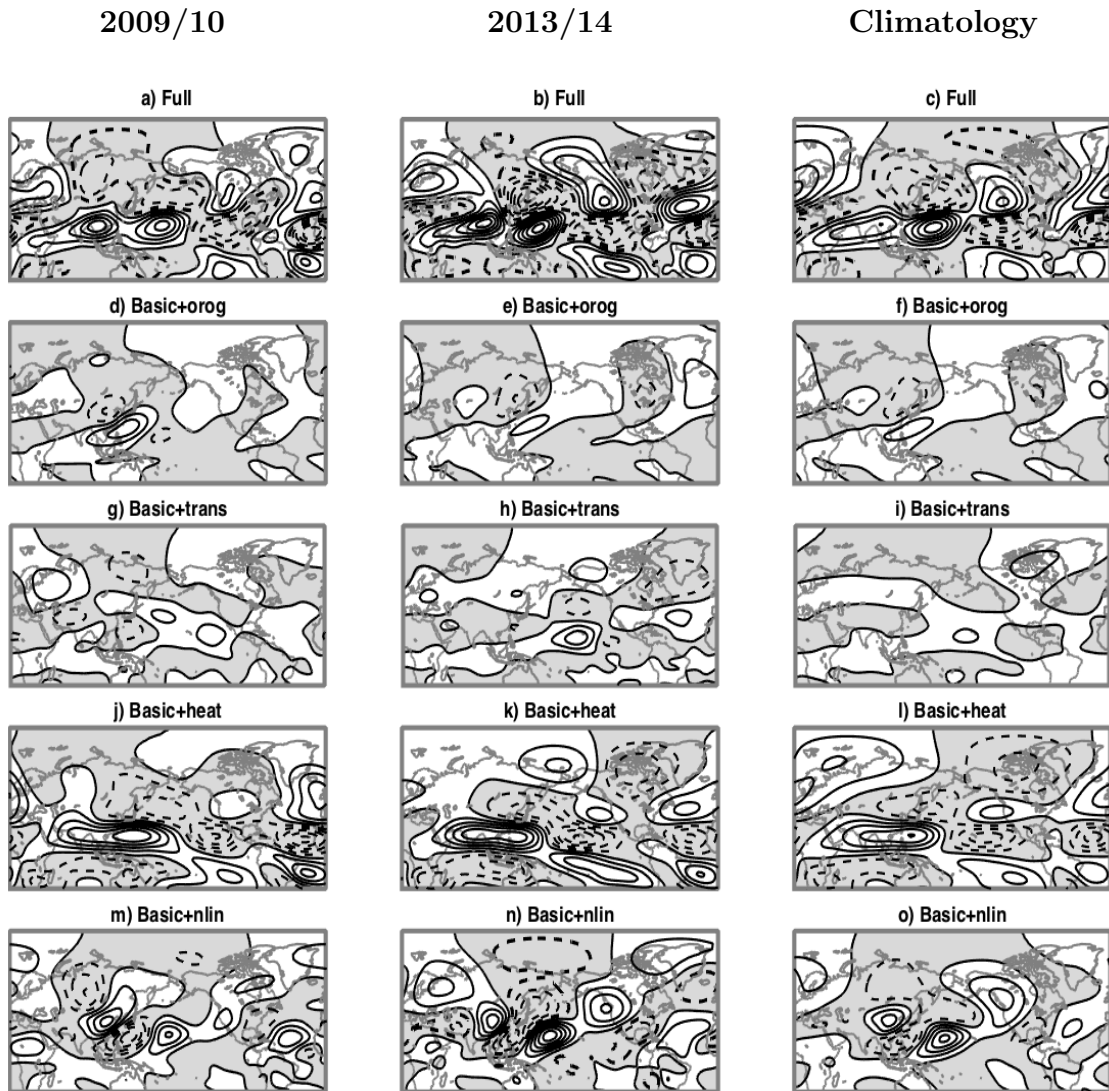 2009/10 2013/14 Climatology
a) Full b) Full c) Full
d) Basic+orog e) Basic+orog f) Basic+orog
g) Basic+trans h) Basic+trans i) Basic+trans
j) Basic+heat k) Basic+heat l) Basic+heat
m) Basic+nlin n) Basic+nlin o) Basic+nlin